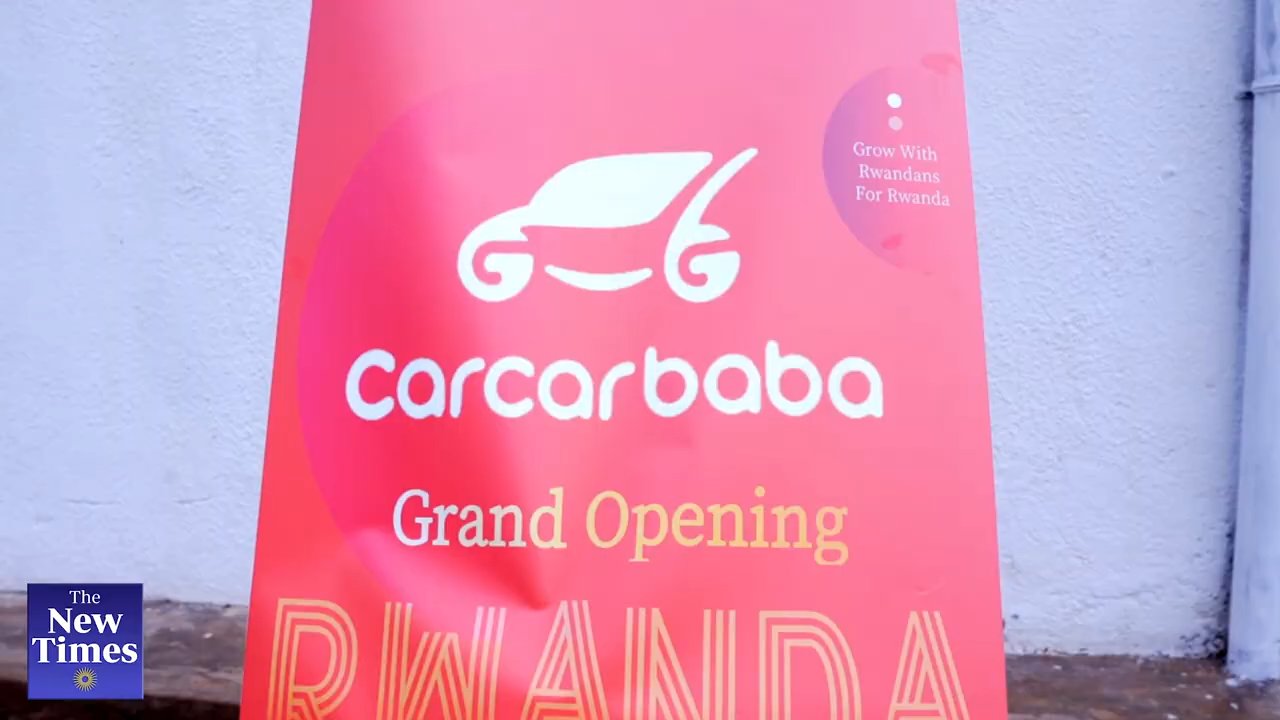 Grow With
Rwandans
For Rwanda
carcarbaba
Grand Opening
RWANDA
The
New
Times